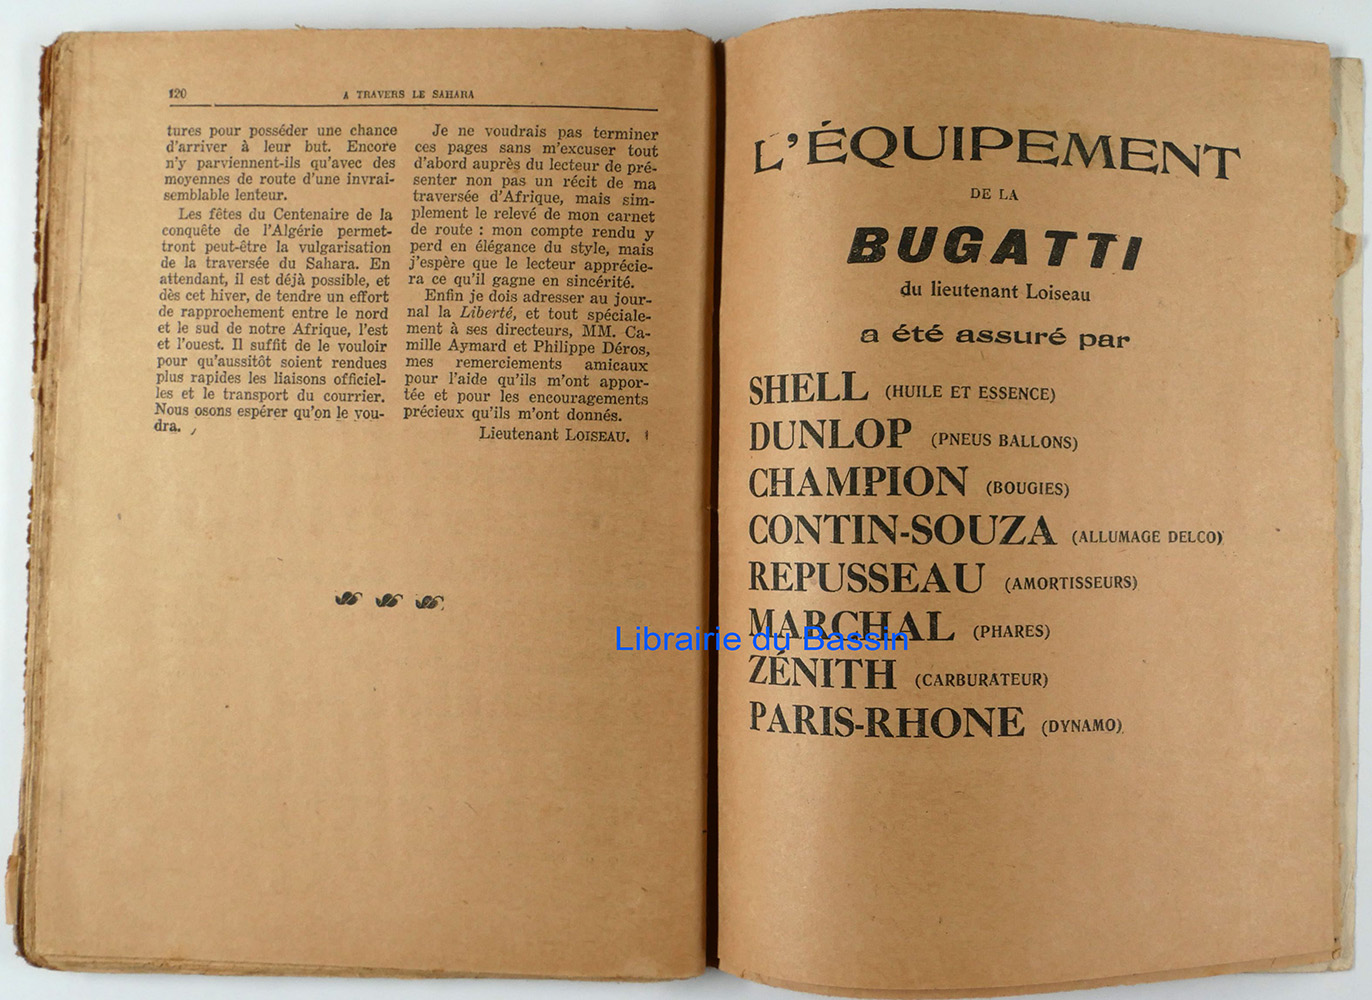 120
A TRAVERS LE SAHARA
tures pour posséder une chance
d'arriver à leur but. Encore
n'y parviennent-ils qu'avec des
moyennes de route d'une invrai-
semblable lenteur.
Les fêtes du Centenaire de la
conquête de l'Algérie permet-
tront peut-être la vulgarisation
de la traversée du Sahara. En
attendant, il est déjà possible, et
dès cet hiver, de tendre un effort
de rapprochement entre le nord
et le sud de notre Afrique, l'est
et l'ouest. Il suffit de le vouloir
pour qu'aussitôt soient rendues
plus rapides les liaisons officiel-
les et le transport du courrier.
Nous osons espérer qu'on le vou-
dra.
Je ne voudrais pas terminer
ces pages sans m'excuser tout
d'abord auprès du lecteur de pré-
senter non pas un récit de ma
traversée d'Afrique, mais sim-
plement le relevé de mon carnet
de route : mon compte rendu y
perd en élégance du style, mais
j'espère que le lecteur apprécie-
ra ce qu'il gagne en sincérité.
Enfin je dois adresser au jour-
nal la Liberté, et tout spéciale-
ment à ses directeurs, MM. Ca-
mille Aymard et Philippe Déros,
mes remerciements amicaux
pour l'aide qu'ils m'ont appor-
tée et pour les encouragements
précieux qu'ils m'ont donnés.
Lieutenant LOISEAU.
L'ÉQUIPEMENT
DE LA
BUGATTI
du lieutenant Loiseau
a été assuré par
SHELL (HUILE ET ESSENCE)
DUNLOP (PNEUS BALLONS)
CHAMPION (BOUGIES)
CONTIN-SOUZA (ALLUMAGE DELCO)
REPUSSEAU (AMORTISSEURS)
MARCHAL (PHARES)
Librairie du Bassin
ZÉNITH (CARBURATEUR)
PARIS-RHONE (DYNAMO)